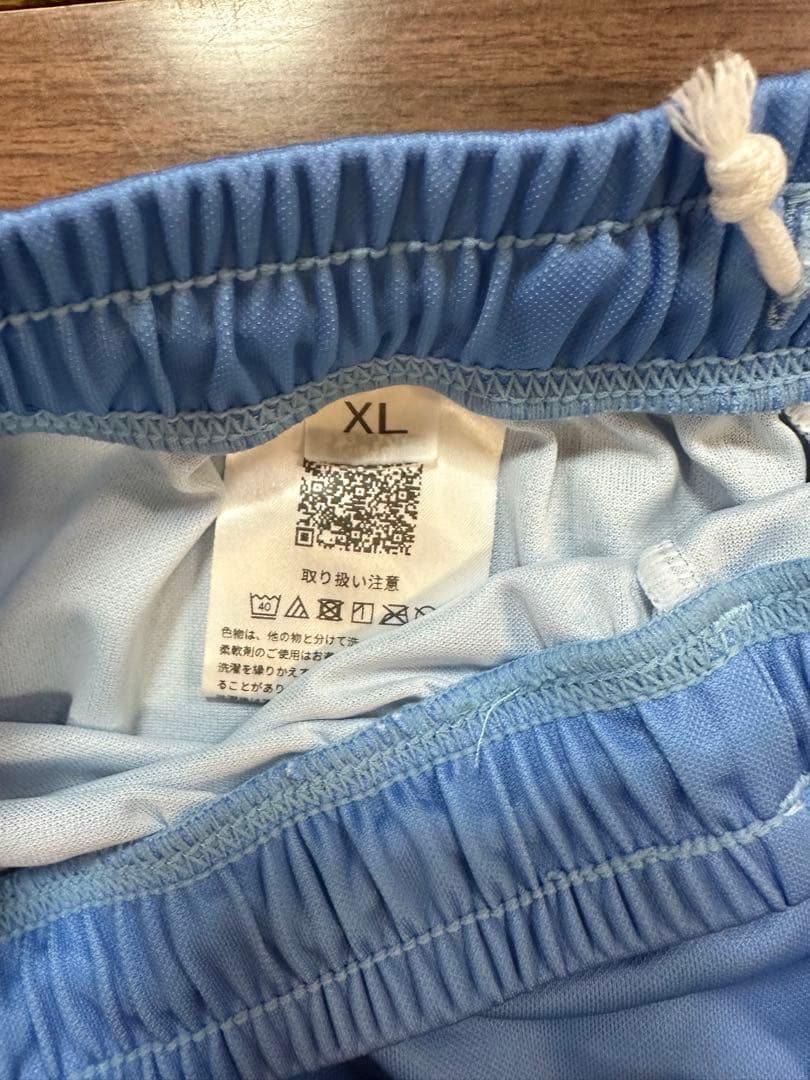 XL
取り扱い注意
40
色物は、他の物と分けて洗
柔軟剤のご使用はお
洗濯を繰りかえ
ることがあり